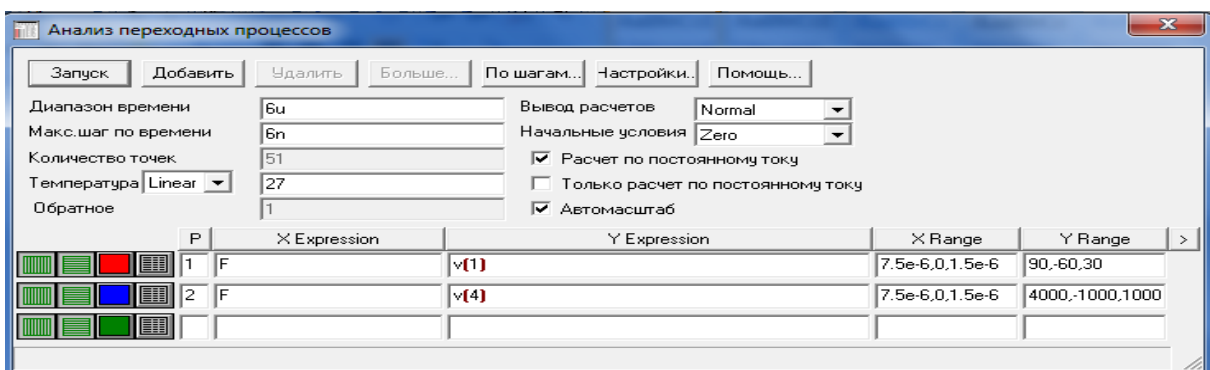 Анализ переходных процессов
Запуск Добавить Удалить Больше... По шагам... Настройки.. Помощь...
Диапазон времени 6u Вывод расчетов Normal
Макс.шаг по времени 6n Начальные условия Zero
Количество точек 51 Расчет по постоянному току
Температура Linear 27 Только расчет по постоянному току
Обратное 1 Автомасштаб
P X Expression Y Expression X Range Y Range >
1 F v(1) 7.5e-6,0,1.5e-6 90,-60,30
2 F v(4) 7.5e-6,0,1.5e-6 4000,-1000,1000